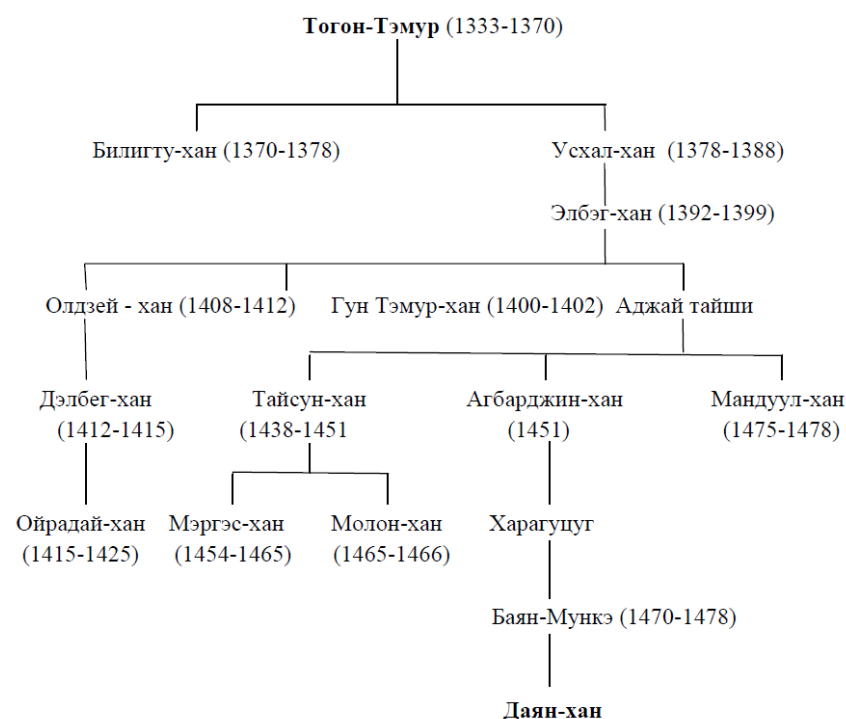 Тогон-Тэмур (1333-1370)
Билигту-хан (1370-1378)
Усхал-хан (1378-1388)
Элбэг-хан (1392-1399)
Олдзей - хан (1408-1412)
Гун Тэмур-хан (1400-1402)
Аджай тайши
Дэлбег-хан
(1412-1415)
Тайсун-хан
(1438-1451
Агбарджин-хан
(1451)
Мандуул-хан
(1475-1478)
Ойрадай-хан
(1415-1425)
Мэргэс-хан
(1454-1465)
Молон-хан
(1465-1466)
Харагуцуг
Баян-Мункэ (1470-1478)
Даян-хан